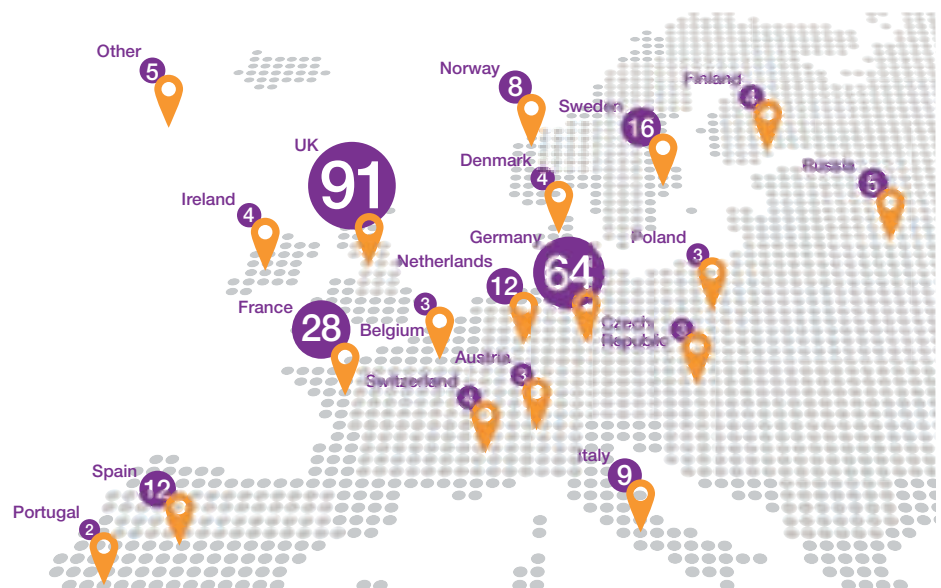 Other
5
Norway
8
Finland
4
Sweden
16
UK
91
Denmark
4
Russia
5
Ireland
4
Germany
64
Poland
3
Netherlands
12
France
28
Belgium
3
Czech
Republic
3
Austria
3
Switzerland
4
Italy
9
Spain
12
Portugal
2